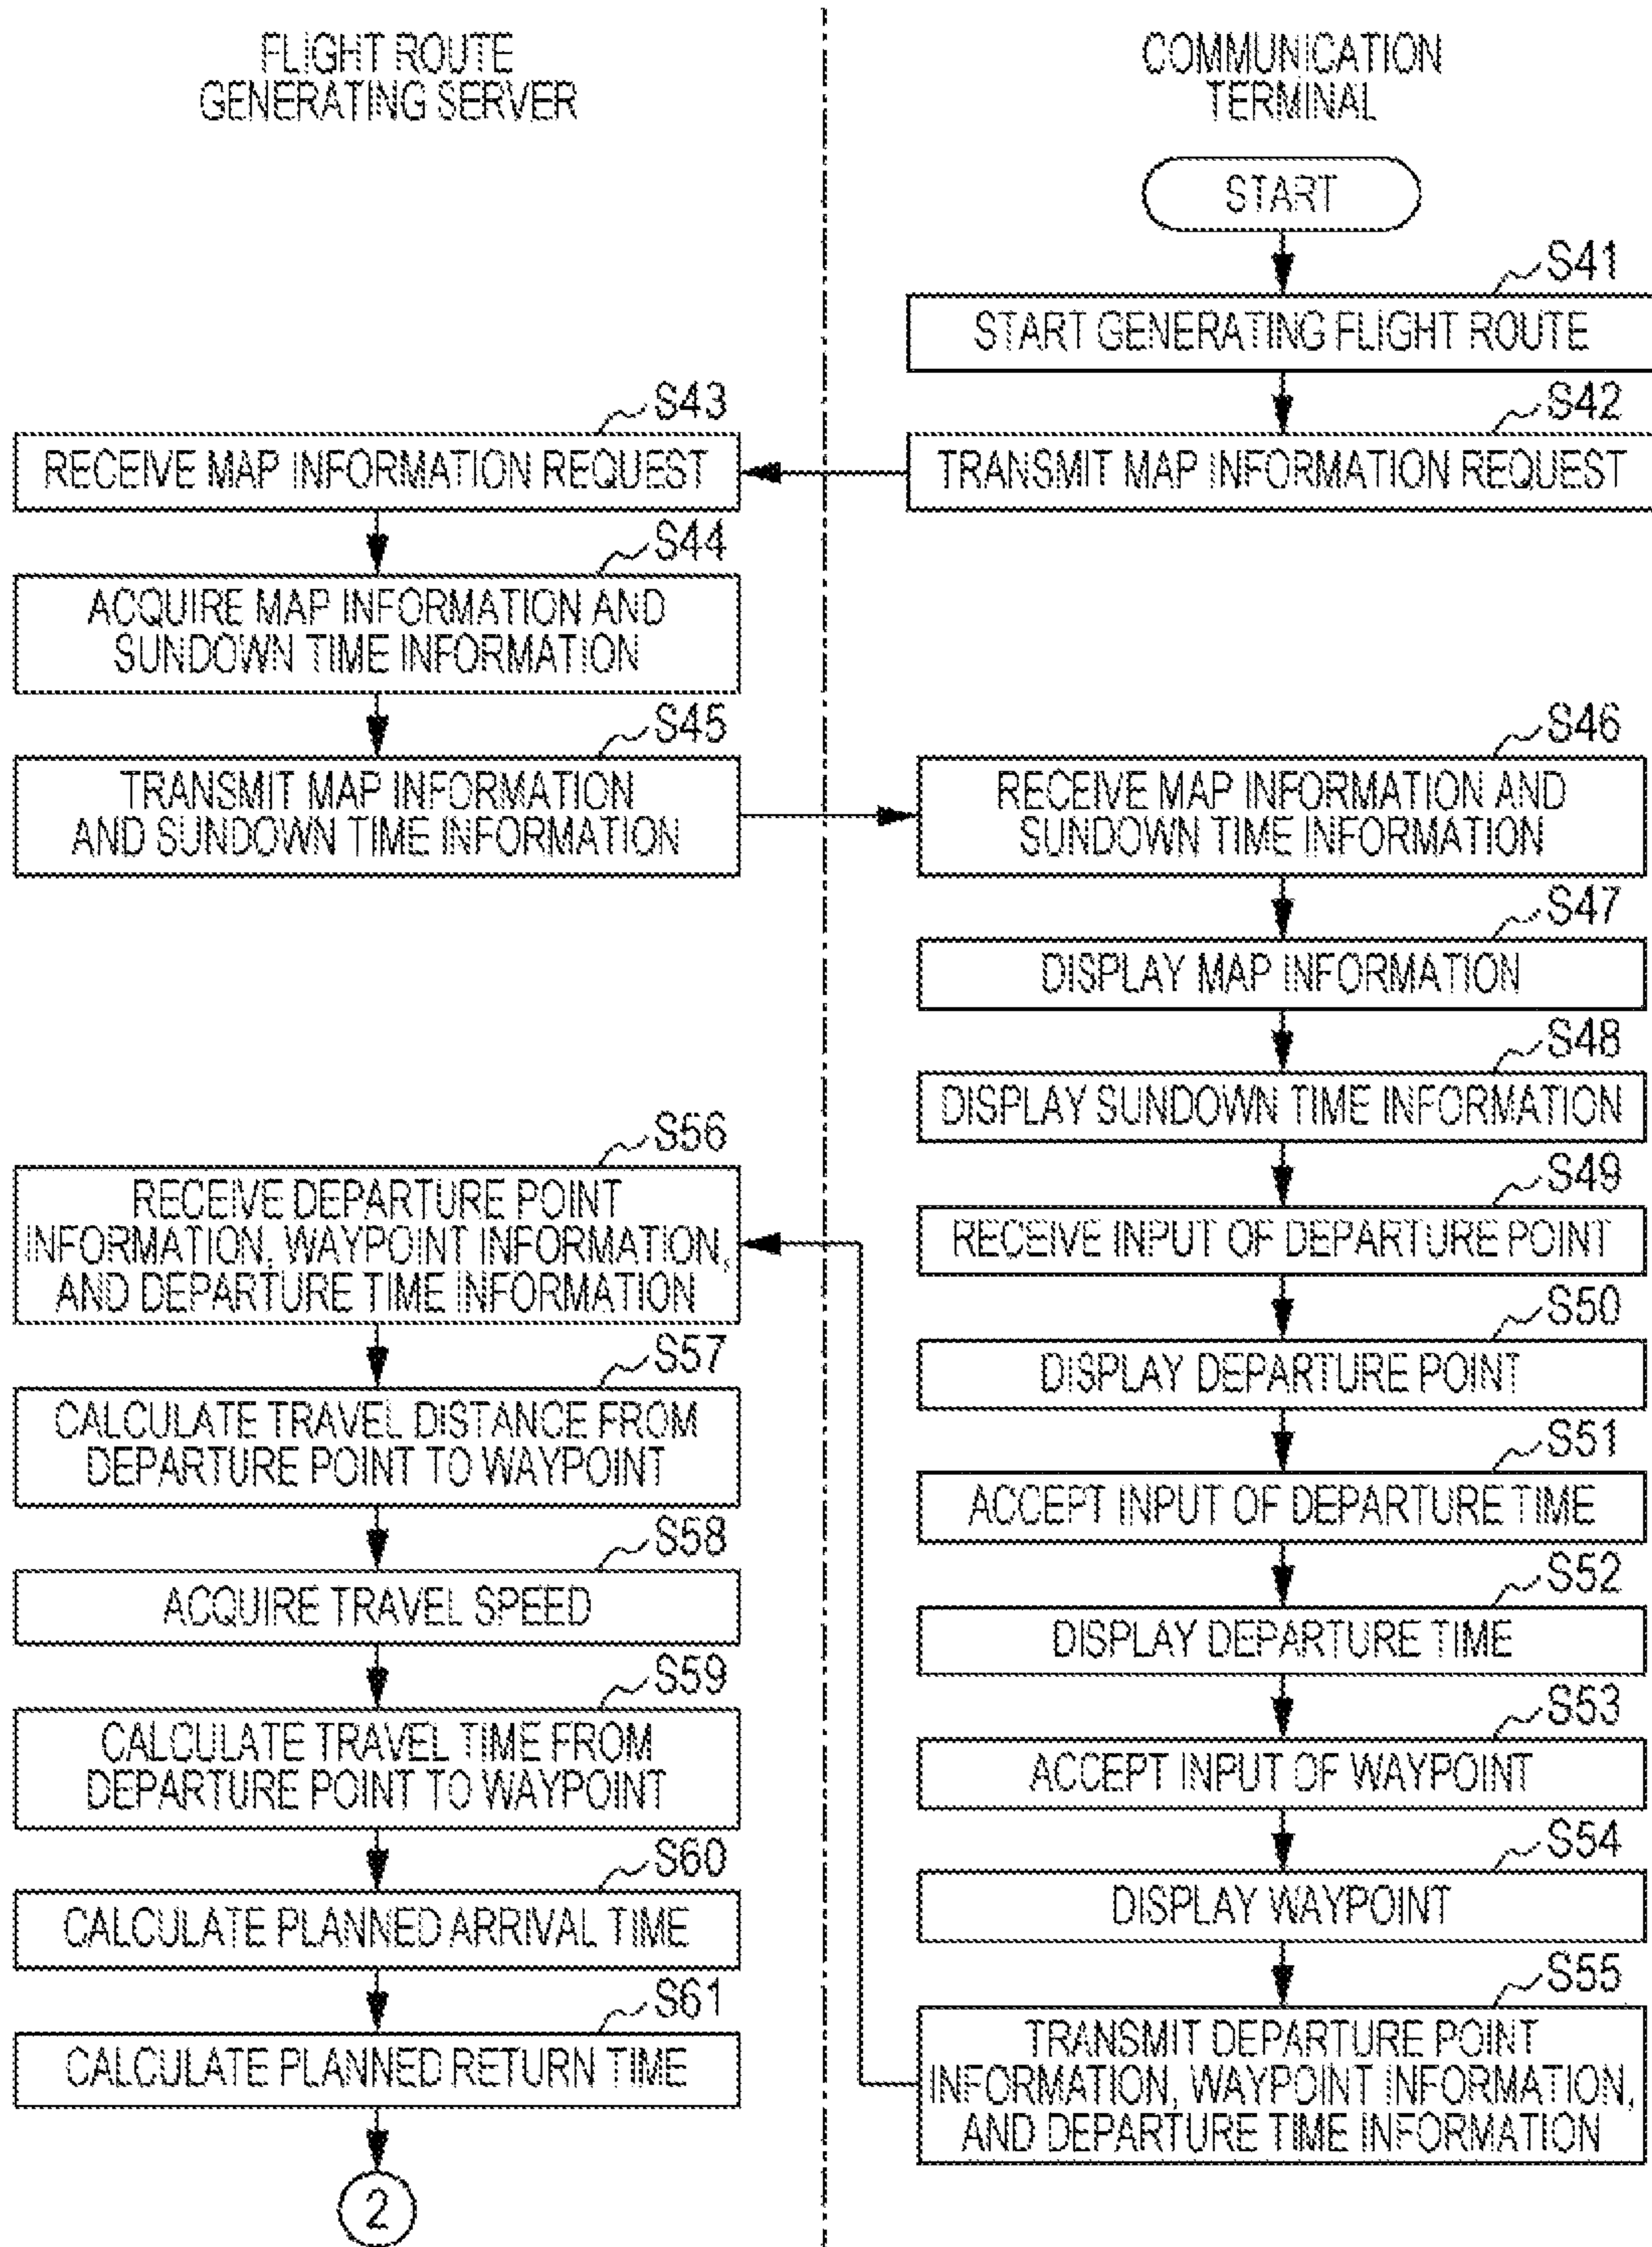 FLIGHT ROUTE
GENERATING SERVER
COMMUNICATION
TERMINAL
START
S41
START GENERATING FLIGHT ROUTE
S42
TRANSMIT MAP INFORMATION REQUEST
S43
RECEIVE MAP INFORMATION REQUEST
S44
ACQUIRE MAP INFORMATION AND
SUNDOWN TIME INFORMATION
S45
TRANSMIT MAP INFORMATION
AND SUNDOWN TIME INFORMATION
S46
RECEIVE MAP INFORMATION AND
SUNDOWN TIME INFORMATION
S47
DISPLAY MAP INFORMATION
S48
DISPLAY SUNDOWN TIME INFORMATION
S49
RECEIVE INPUT OF DEPARTURE POINT
S50
DISPLAY DEPARTURE POINT
S51
ACCEPT INPUT OF DEPARTURE TIME
S52
DISPLAY DEPARTURE TIME
S53
ACCEPT INPUT OF WAYPOINT
S54
DISPLAY WAYPOINT
S55
TRANSMIT DEPARTURE POINT
INFORMATION, WAYPOINT INFORMATION,
AND DEPARTURE TIME INFORMATION
S56
RECEIVE DEPARTURE POINT
INFORMATION, WAYPOINT INFORMATION,
AND DEPARTURE TIME INFORMATION
S57
CALCULATE TRAVEL DISTANCE FROM
DEPARTURE POINT TO WAYPOINT
S58
ACQUIRE TRAVEL SPEED
S59
CALCULATE TRAVEL TIME FROM
DEPARTURE POINT TO WAYPOINT
S60
CALCULATE PLANNED ARRIVAL TIME
S61
CALCULATE PLANNED RETURN TIME
2